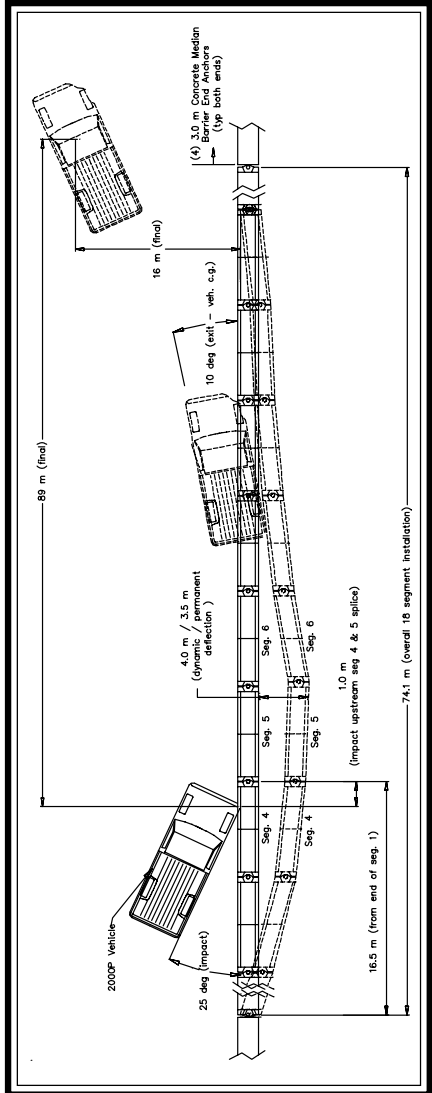 (4) 3.0 m Concrete Median
Barrier End Anchors
(typ both ends)
89 m (final)
16 m (final)
10 deg (exit - veh. c.g.)
4.0 m / 3.5 m
(dynamic / permanent
deflection )
2000P Vehicle
25 deg (impact)
Seg. 4
Seg. 5
Seg. 6
Seg. 4
Seg. 5
Seg. 6
1.0 m
(impact upstream seg 4 & 5 splice)
16.5 m (from end of seg. 1)
74.1 m (overall 18 segment installation)